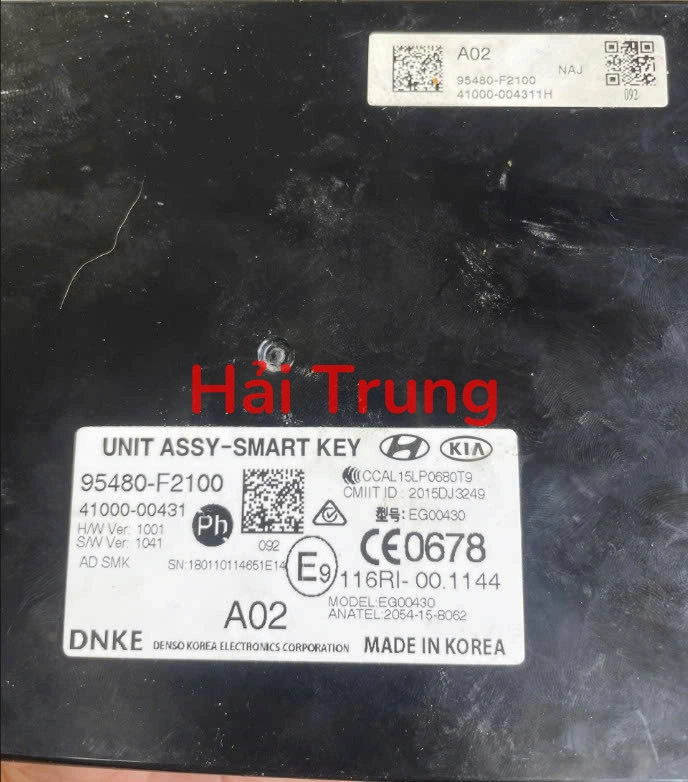 A02
95480-F2100
NAJ
41000-004311H
092
Hải Trung
UNIT ASSY-SMART KEY
KIA
95480-F2100
41000-00431
H/W Ver: 1001
S/W Ver: 1041
AD SMK
Ph
092
SN:180110114651E14
CCAL15LP0680T9
CMIIT ID : 2015DJ3249
型号: EG00430
CE0678
E9
116RI- 00.1144
MODEL:EG00430
ANATEL:2054-15-8062
A02
DNKE DENSO KOREA ELECTRONICS CORPORATION MADE IN KOREA